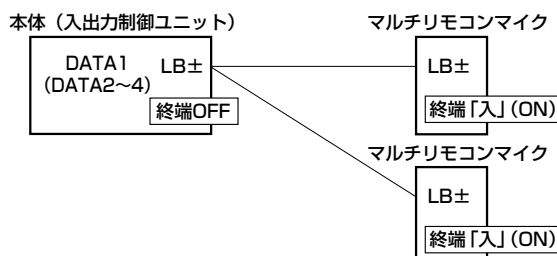 本体（入出力制御ユニット）
DATA1 LB±
（DATA2～4）
終端OFF
マルチリモコンマイク
LB±
終端「入」（ON）
マルチリモコンマイク
LB±
終端「入」（ON）